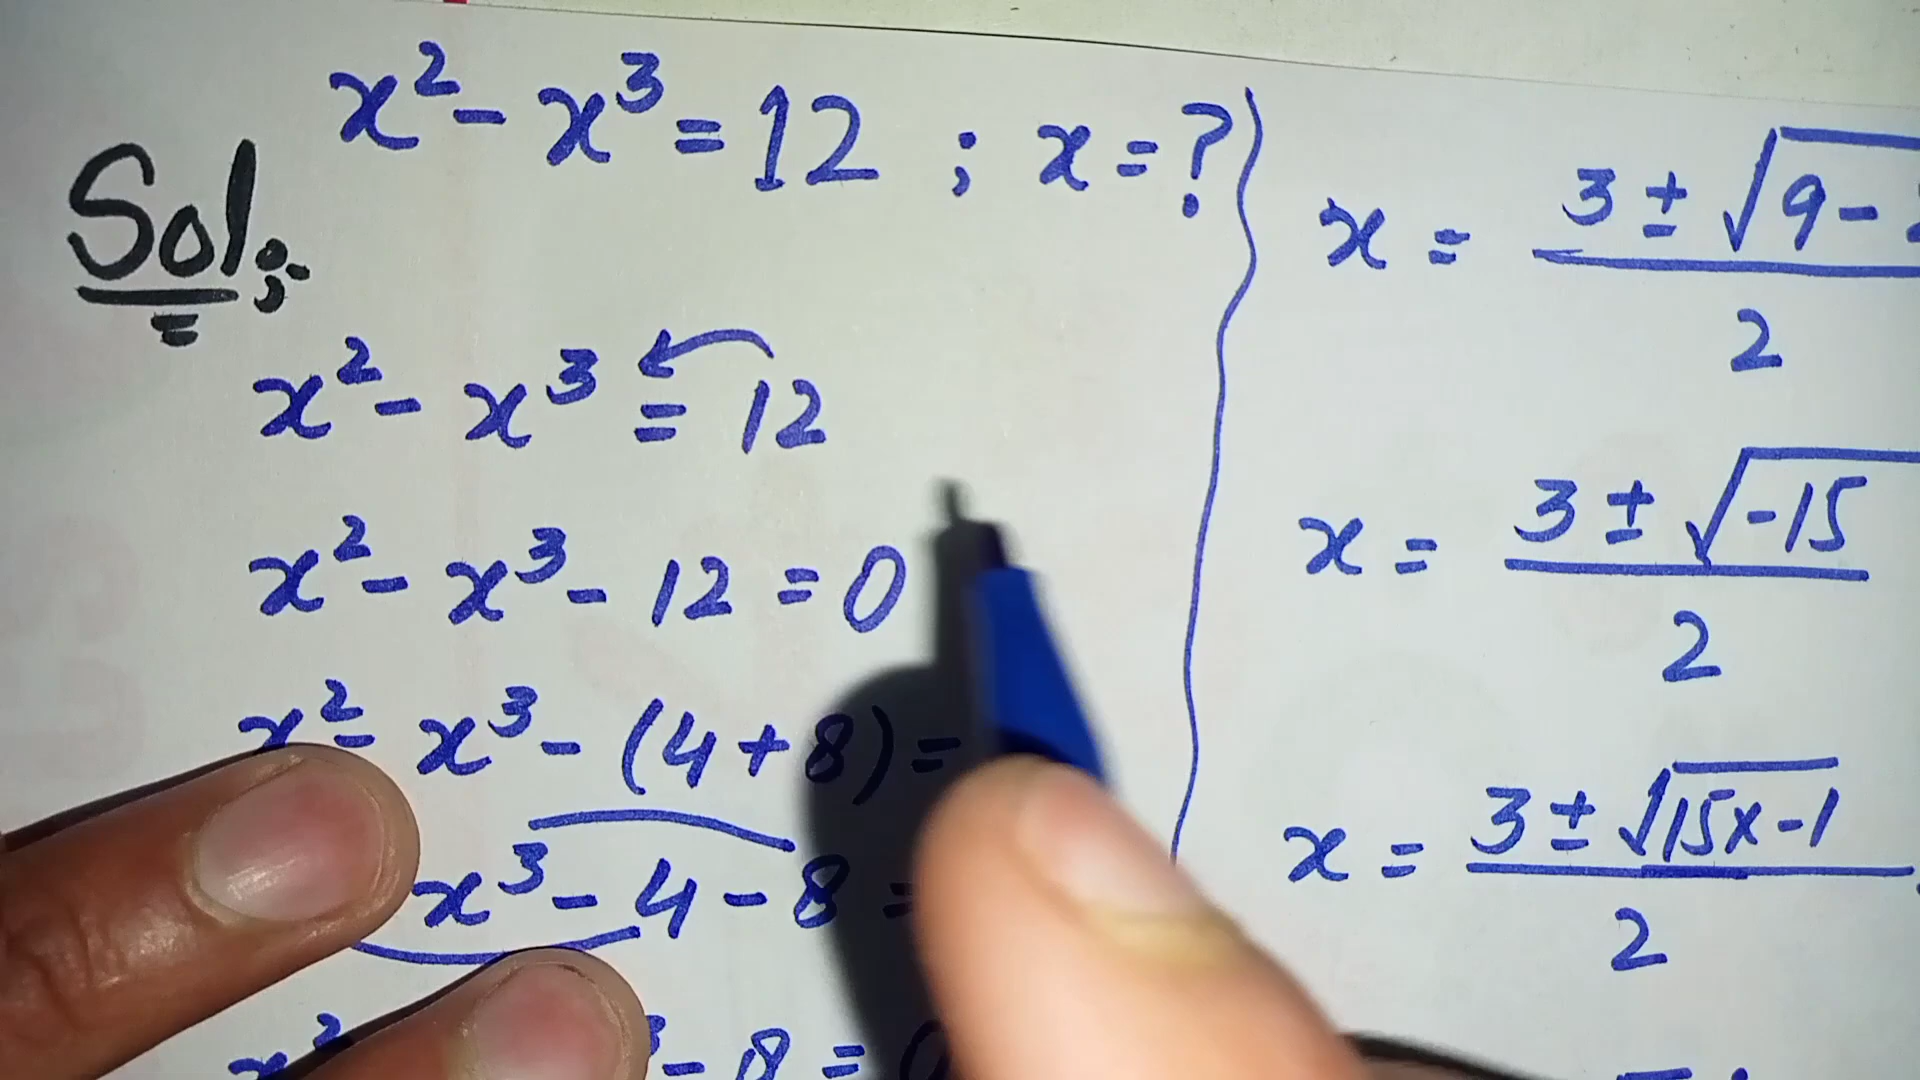 x² - x³ = 12 ; x = ?
Sol;-
x² - x³ = 12
x² - x³ - 12 = 0
x² - x³ - (4 + 8) =
x³ - 4 - 8 =
- 8 =
x = 3 ± √9 -
2
x = 3 ± √-15
2
x = 3 ± √15x-1
2